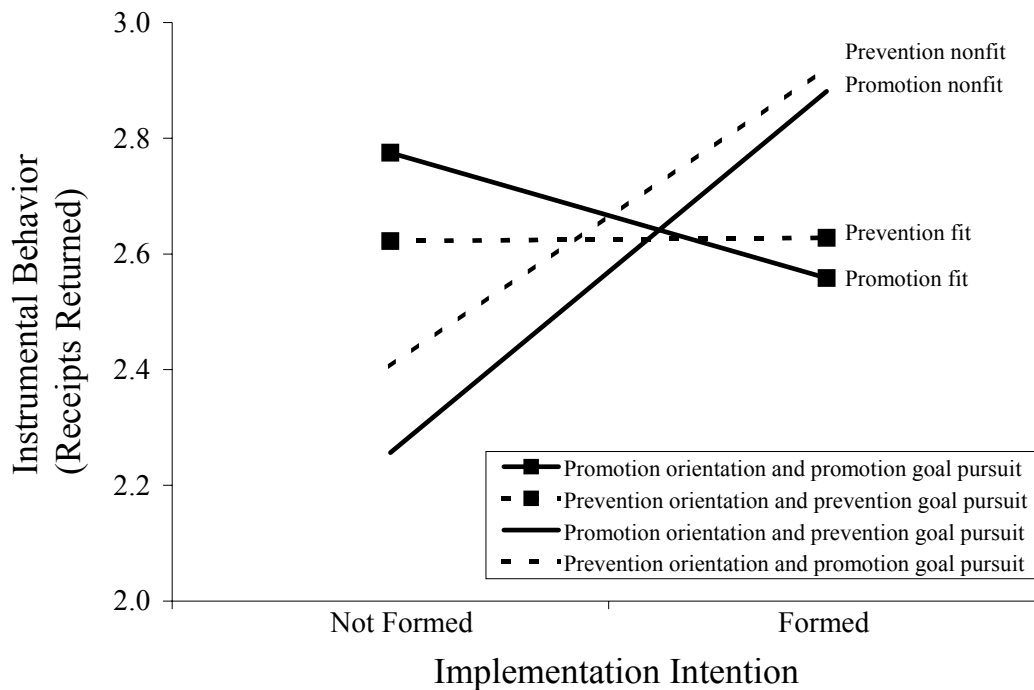 3.0
2.8
2.6
2.4
2.2
2.0
Instrumental Behavior
(Receipts Returned)
Prevention nonfit
Promotion nonfit
Prevention fit
Promotion fit
Promotion orientation and promotion goal pursuit
Prevention orientation and prevention goal pursuit
Promotion orientation and prevention goal pursuit
Prevention orientation and promotion goal pursuit
Not Formed
Formed
Implementation Intention